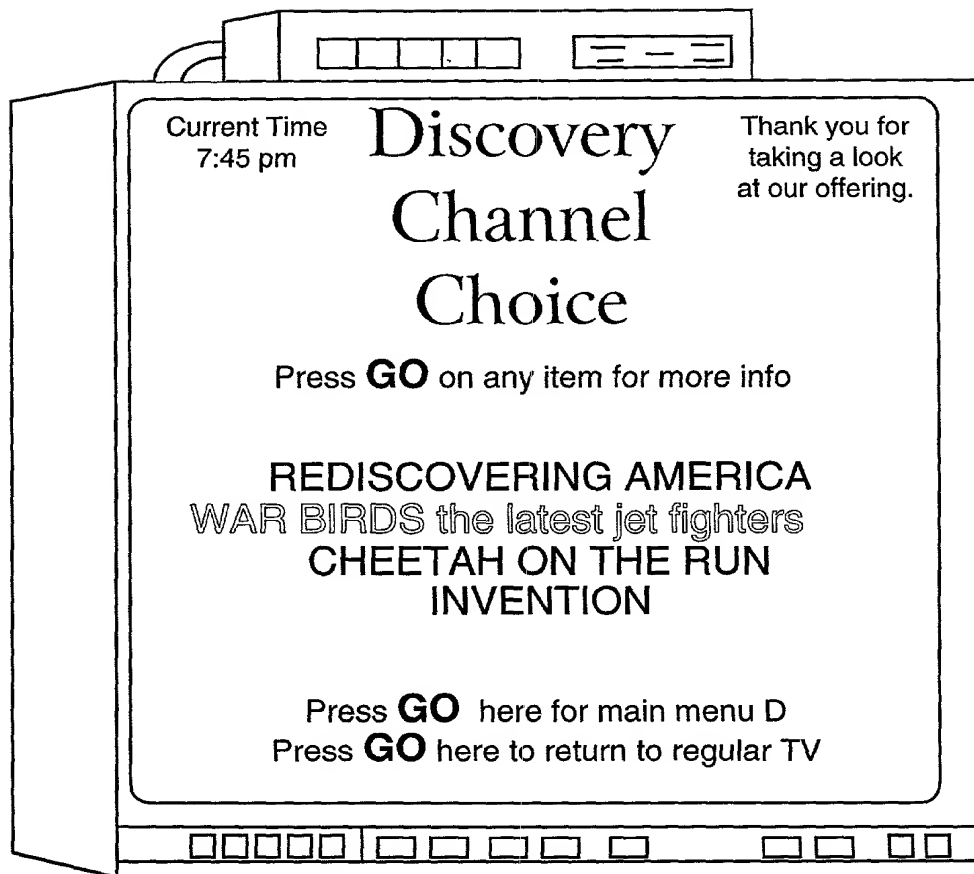 Current Time
7:45 pm
Discovery
Channel
Choice
Thank you for
taking a look
at our offering.
Press GO on any item for more info
REDISCOVERING AMERICA
WAR BIRDS the latest jet fighters
CHEETAH ON THE RUN
INVENTION
Press GO here for main menu D
Press GO here to return to regular TV